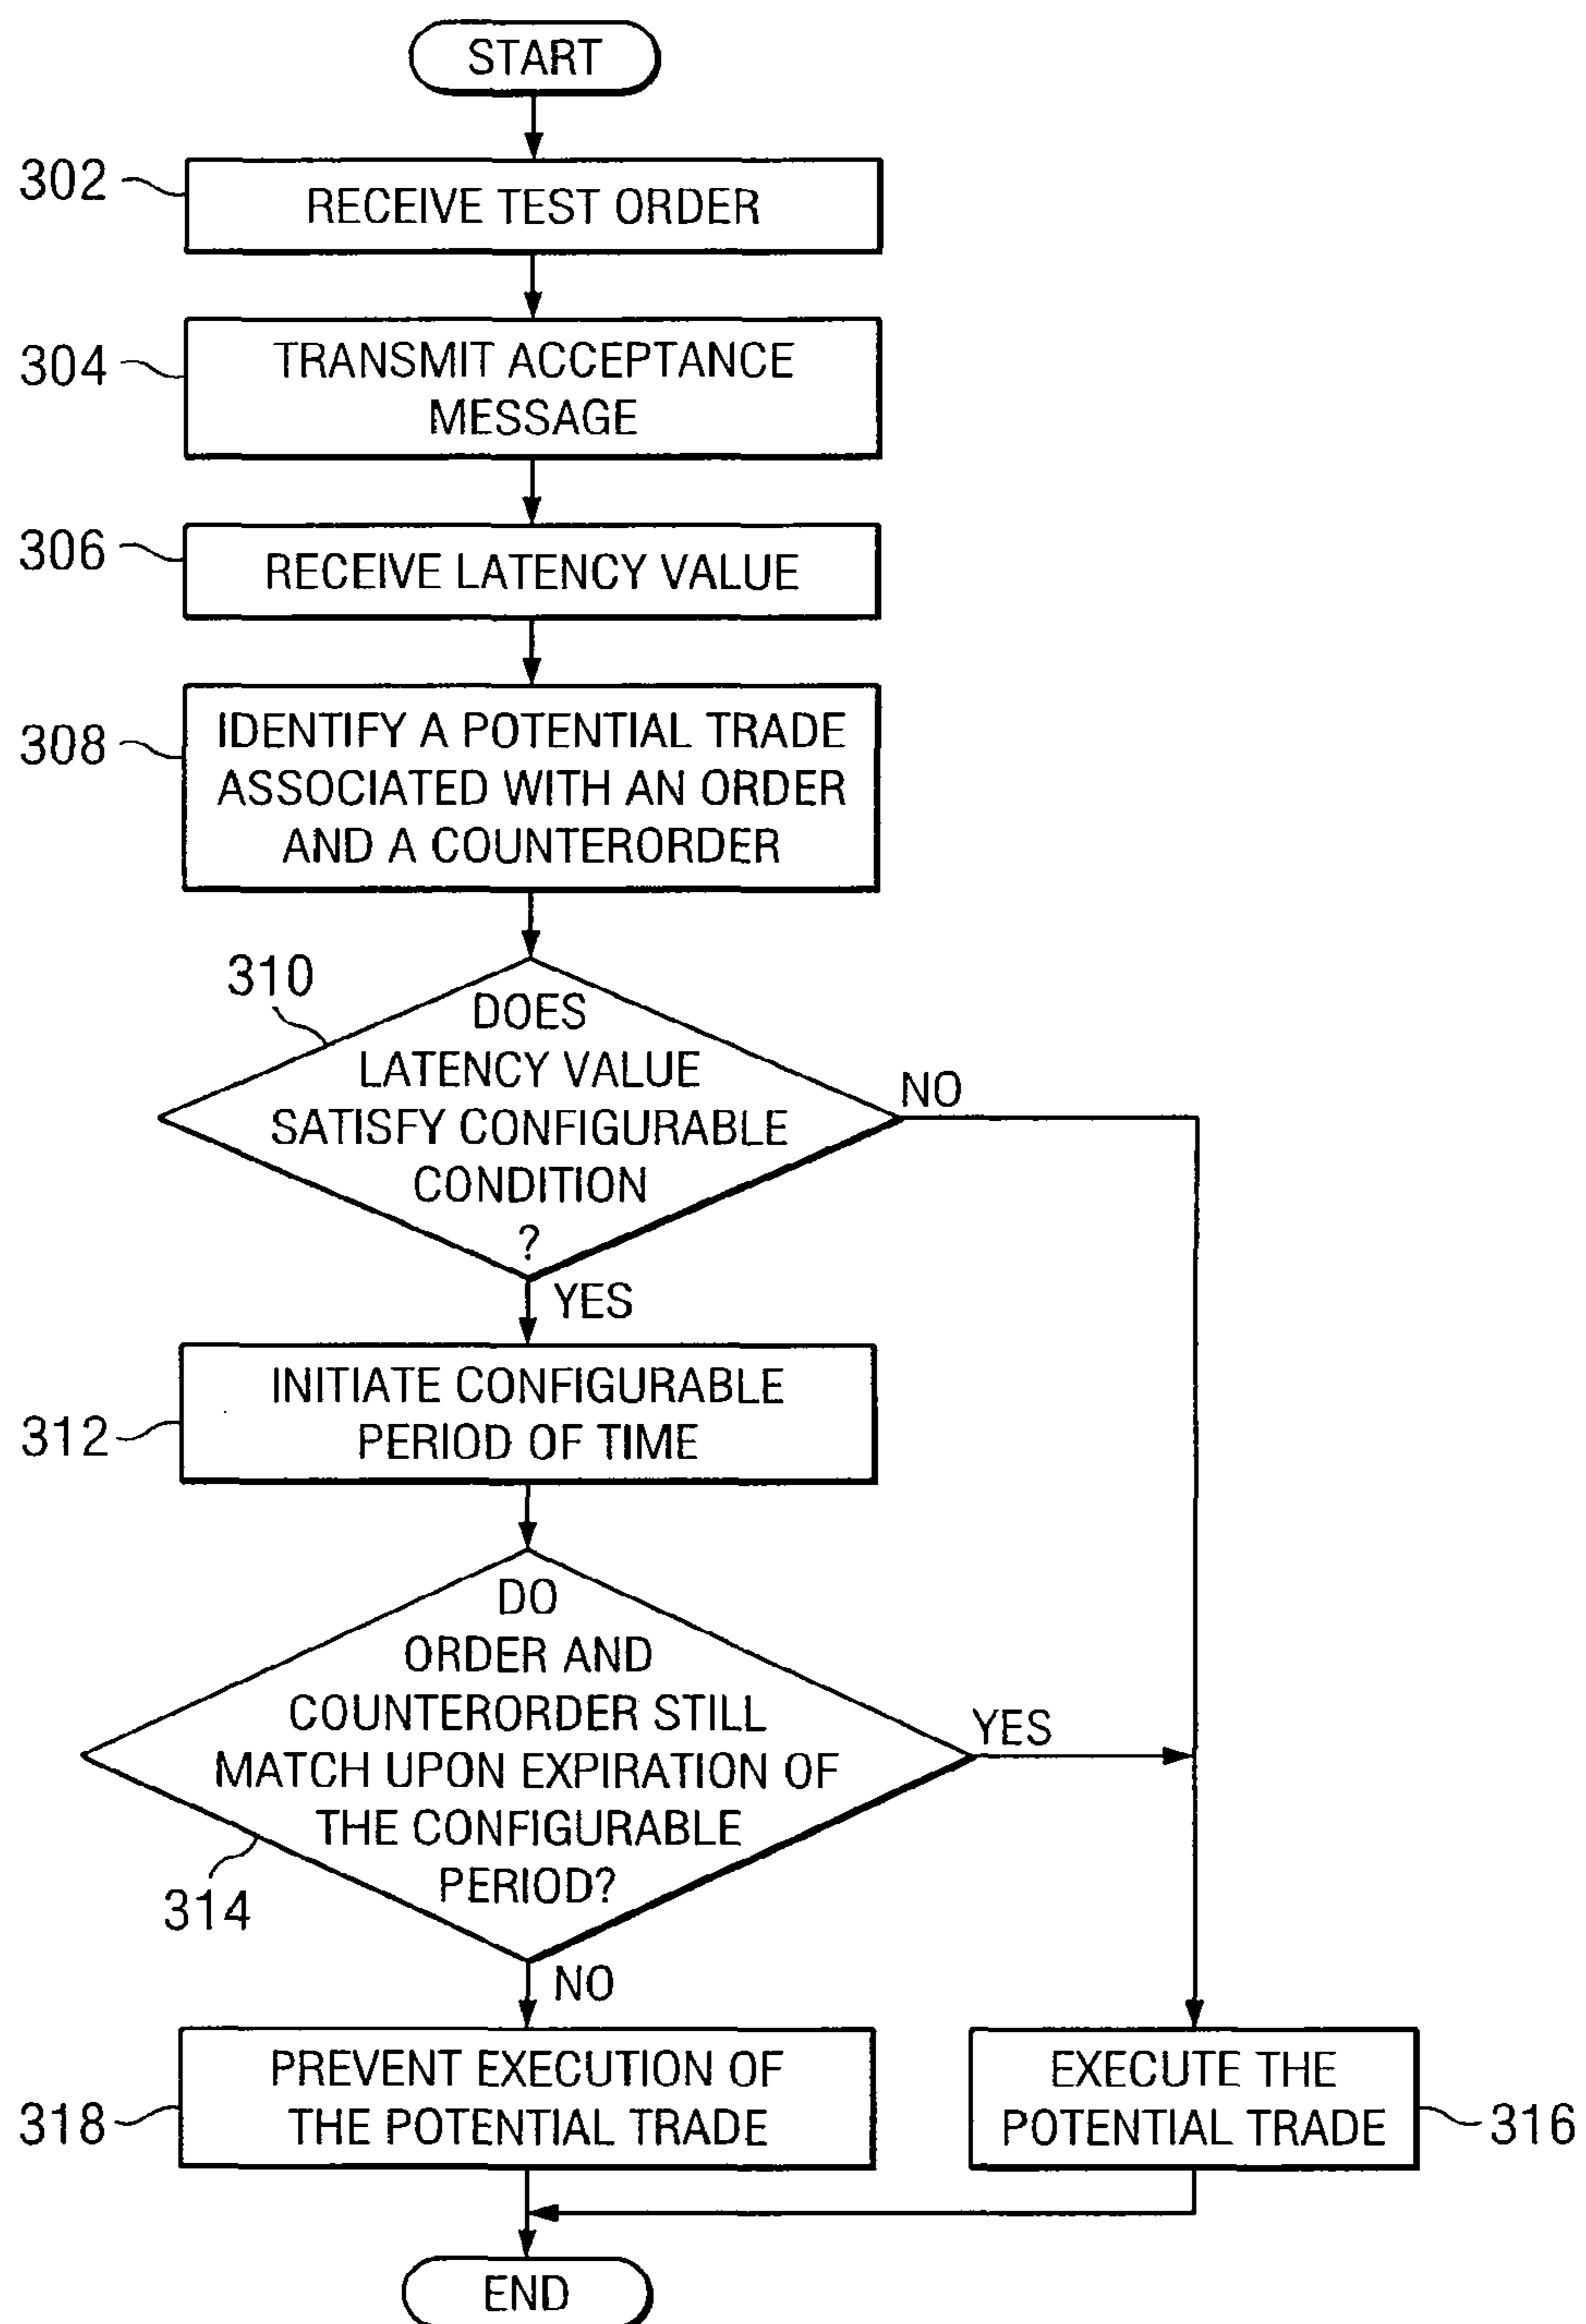 START
302
RECEIVE TEST ORDER
304
TRANSMIT ACCEPTANCE
MESSAGE
306
RECEIVE LATENCY VALUE
308
IDENTIFY A POTENTIAL TRADE
ASSOCIATED WITH AN ORDER
AND A COUNTERORDER
310
DOES
LATENCY VALUE
SATISFY CONFIGURABLE
CONDITION
?
NO
YES
312
INITIATE CONFIGURABLE
PERIOD OF TIME
DO
ORDER AND
COUNTERORDER STILL
MATCH UPON EXPIRATION OF
THE CONFIGURABLE
PERIOD?
YES
314
NO
318
PREVENT EXECUTION OF
THE POTENTIAL TRADE
EXECUTE THE
POTENTIAL TRADE
316
END